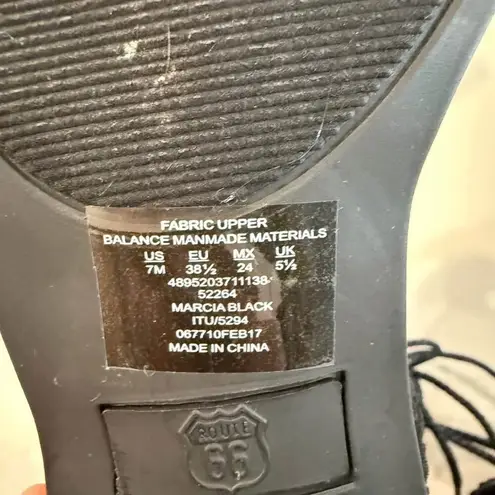 FABRIC UPPER
BALANCE MANMADE MATERIALS
US EU MX UK
7M 38½ 24 5½
4895203711138
52264
MARCIA BLACK
ITU/5294
067710FEB17
MADE IN CHINA
ROUTE
66